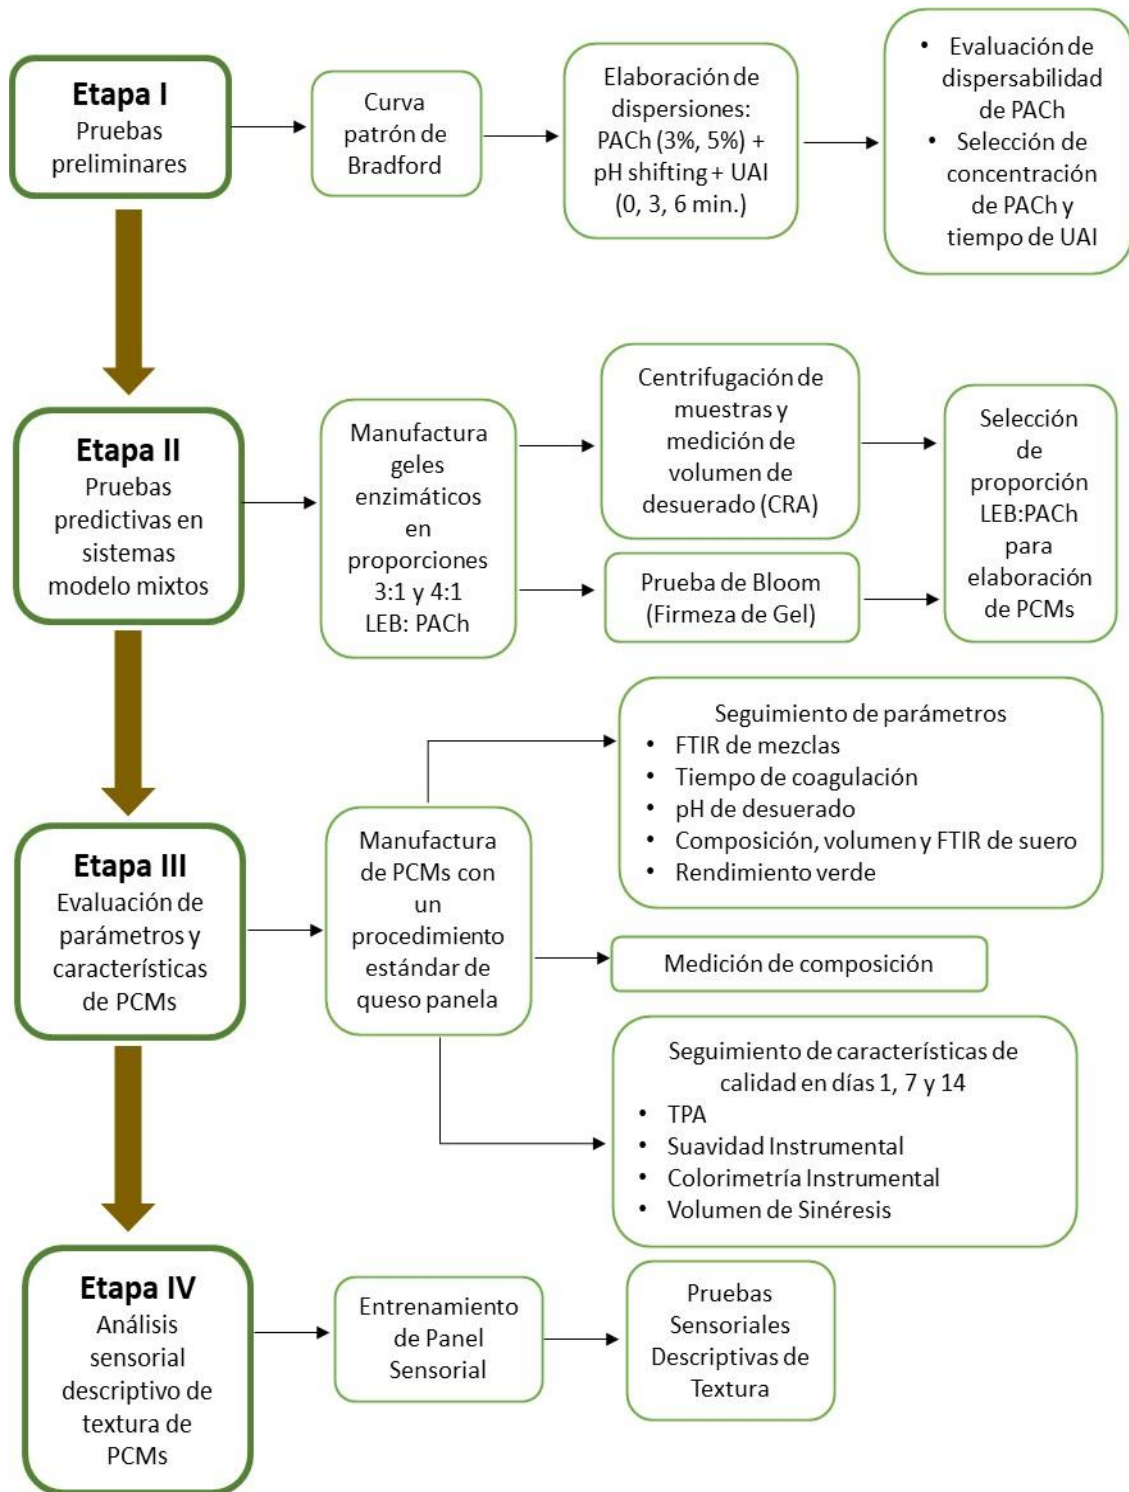 Etapa I
Pruebas
preliminares
Curva
patrón de
Bradford
Elaboración de
dispersiones:
PACh (3%, 5%) +
pH shifting + UAI
(0, 3, 6 min.)
• Evaluación de
dispersabilidad
de PACh
• Selección de
concentración
de PACh y
tiempo de UAI
Etapa II
Pruebas
predictivas en
sistemas
modelo mixtos
Manufactura
geles
enzimáticos
en
proporciones
3:1 y 4:1
LEB: PACh
Centrifugación de
muestras y
medición de
volumen de
desuerado (CRA)
Prueba de Bloom
(Firmeza de Gel)
Selección
de
proporción
LEB:PACh
para
elaboración
de PCMs
Etapa III
Evaluación de
parámetros y
características
de PCMs
Manufactura
de PCMs con
un
procedimiento
estándar de
queso panela
Seguimiento de parámetros
• FTIR de mezclas
• Tiempo de coagulación
• pH de desuerado
• Composición, volumen y FTIR de suero
• Rendimiento verde
Medición de composición
Seguimiento de características de
calidad en días 1, 7 y 14
• TPA
• Suavidad Instrumental
• Colorimetría Instrumental
• Volumen de Sinéresis
Etapa IV
Análisis
sensorial
descriptivo de
textura de
PCMs
Entrenamiento
de Panel
Sensorial
Pruebas
Sensoriales
Descriptivas de
Textura